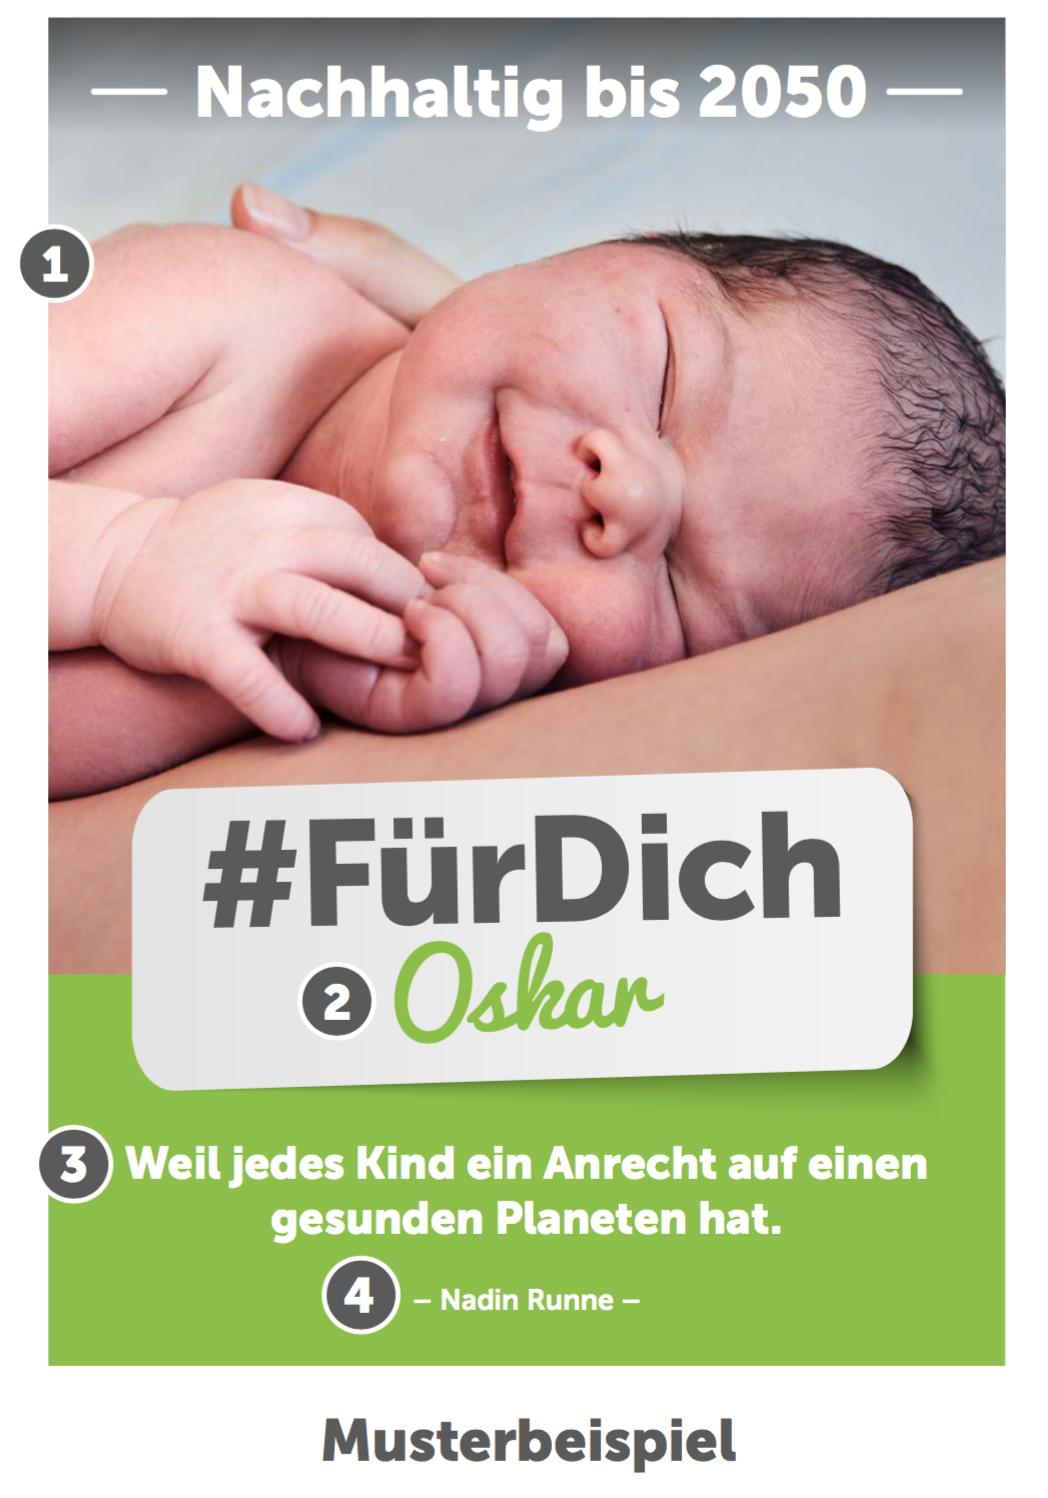 Nachhaltig bis 2050
1
#FürDich
2 Oskar
3 Weil jedes Kind ein Anrecht auf einen
gesunden Planeten hat.
4 – Nadin Runne –
Musterbeispiel